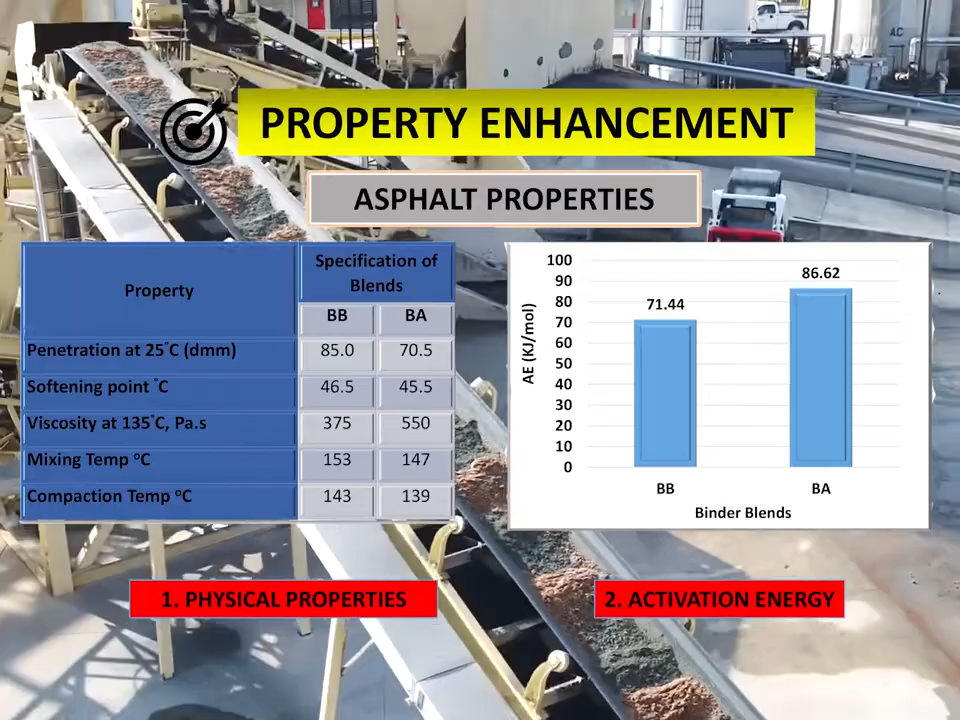 AC
PROPERTY ENHANCEMENT
ASPHALT PROPERTIES
Property
Specification of
Blends
BB
BA
Penetration at 25°C (dmm)
85.0
70.5
Softening point °C
46.5
45.5
Viscosity at 135°C, Pa.s
375
550
Mixing Temp ⁰C
153
147
Compaction Temp ⁰C
143
139
AE (KJ/mol)
100
90
80
70
60
50
40
30
20
10
0
71.44
86.62
BB
BA
Binder Blends
1. PHYSICAL PROPERTIES
2. ACTIVATION ENERGY